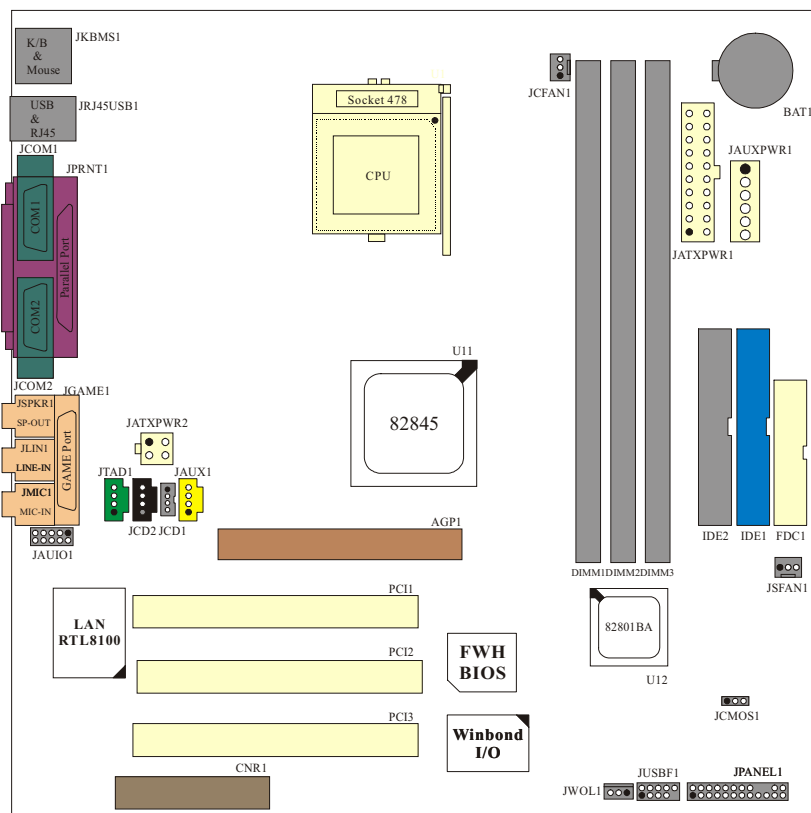 K/B
&
Mouse
JKBMS1
USB
&
RJ45
JRJ45USB1
JCOM1
JPRNT1
COM1
Parallel Port
COM2
JCOM2
JGAME1
JSPKR1
SP-OUT
JLIN1
LINE-IN
JMIC1
MIC-IN
GAME Port
JAUIO1
Socket 478
CPU
JCFAN1
BAT1
JAUXPWR1
JATXPWR1
U11
82845
JATXPWR2
JTAD1
JAUX1
JCD2
JCD1
AGP1
DIMM1
DIMM2
DIMM3
IDE2
IDE1
FDC1
JSFAN1
LAN
RTL8100
PCI1
PCI2
PCI3
CNR1
FWH
BIOS
Winbond
I/O
82801BA
U12
JCMOS1
JWOL1
JUSBF1
JPANEL1